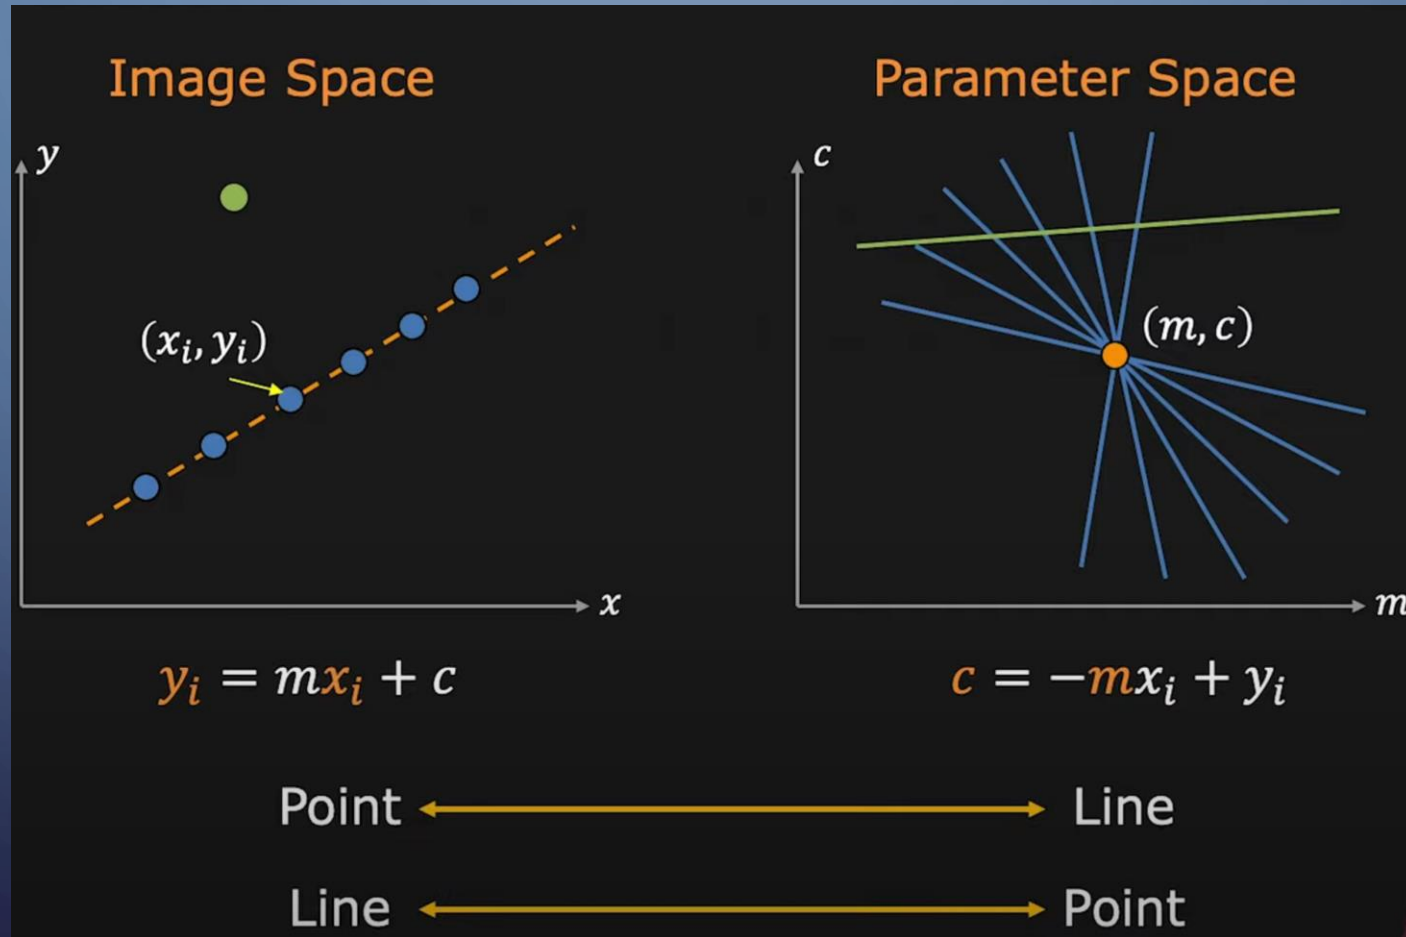 Image Space
Parameter Space
y
c
(xᵢ, yᵢ)
(m, c)
x
m
yᵢ = mxᵢ + c
c = −mxᵢ + yᵢ
Point
Line
Line
Point